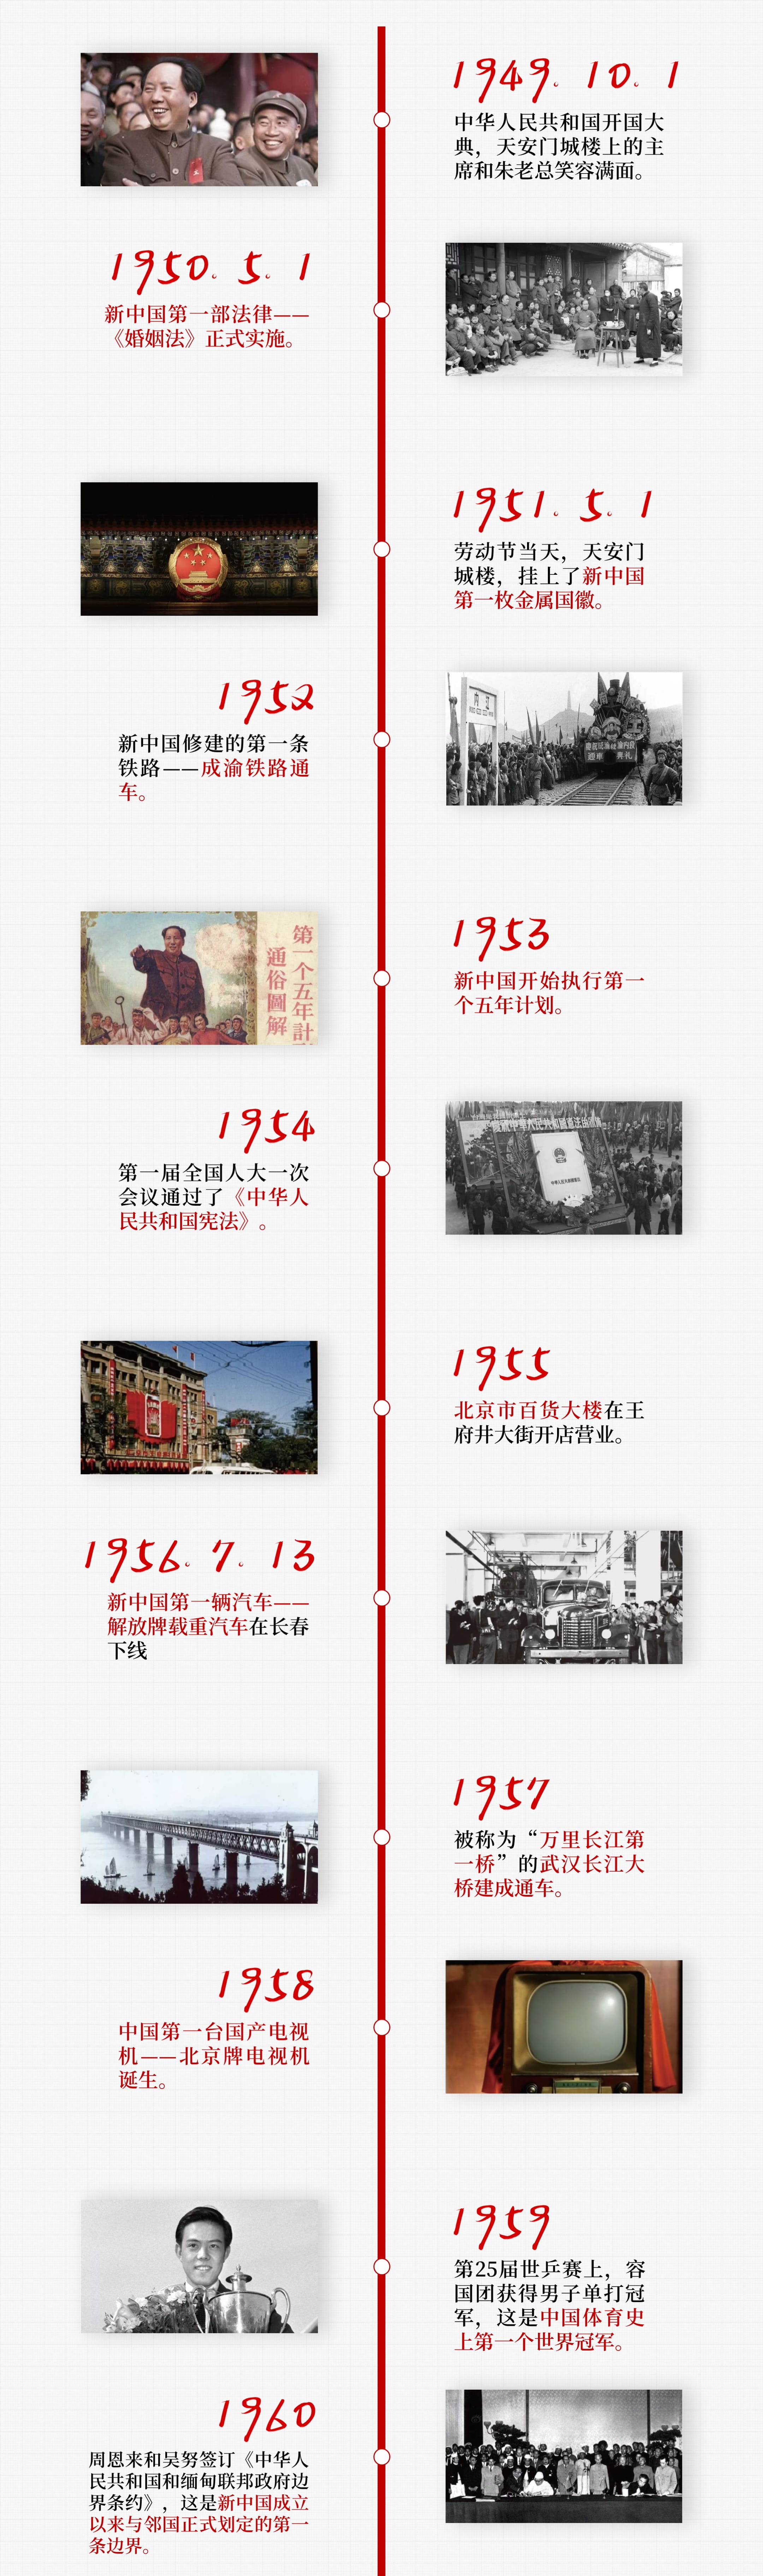 1949. 10. 1
中华人民共和国开国大
典，天安门城楼上的主
席和朱老总笑容满面。
1950. 5. 1
新中国第一部法律——
《婚姻法》正式实施。
1951. 5. 1
劳动节当天，天安门
城楼，挂上了新中国
第一枚金属国徽。
1952
新中国修建的第一条
铁路——成渝铁路通
车。
内江
通車 典礼
1953
新中国开始执行第一
个五年计划。
第一个五年計
通俗圖解
1954
第一届全国人大一次
会议通过了《中华人
民共和国宪法》。
1955
北京市百货大楼在王
府井大街开店营业。
1956. 7. 13
新中国第一辆汽车——
解放牌载重汽车在长春
下线
1957
被称为“万里长江第
一桥”的武汉长江大
桥建成通车。
1958
中国第一台国产电视
机——北京牌电视机
诞生。
1959
第25届世乒赛上，容
国团获得男子单打冠
军，这是中国体育史
上第一个世界冠军。
1960
周恩来和吴努签订《中华人
民共和国和缅甸联邦政府边
界条约》，这是新中国成立
以来与邻国正式划定的第一
条边界。